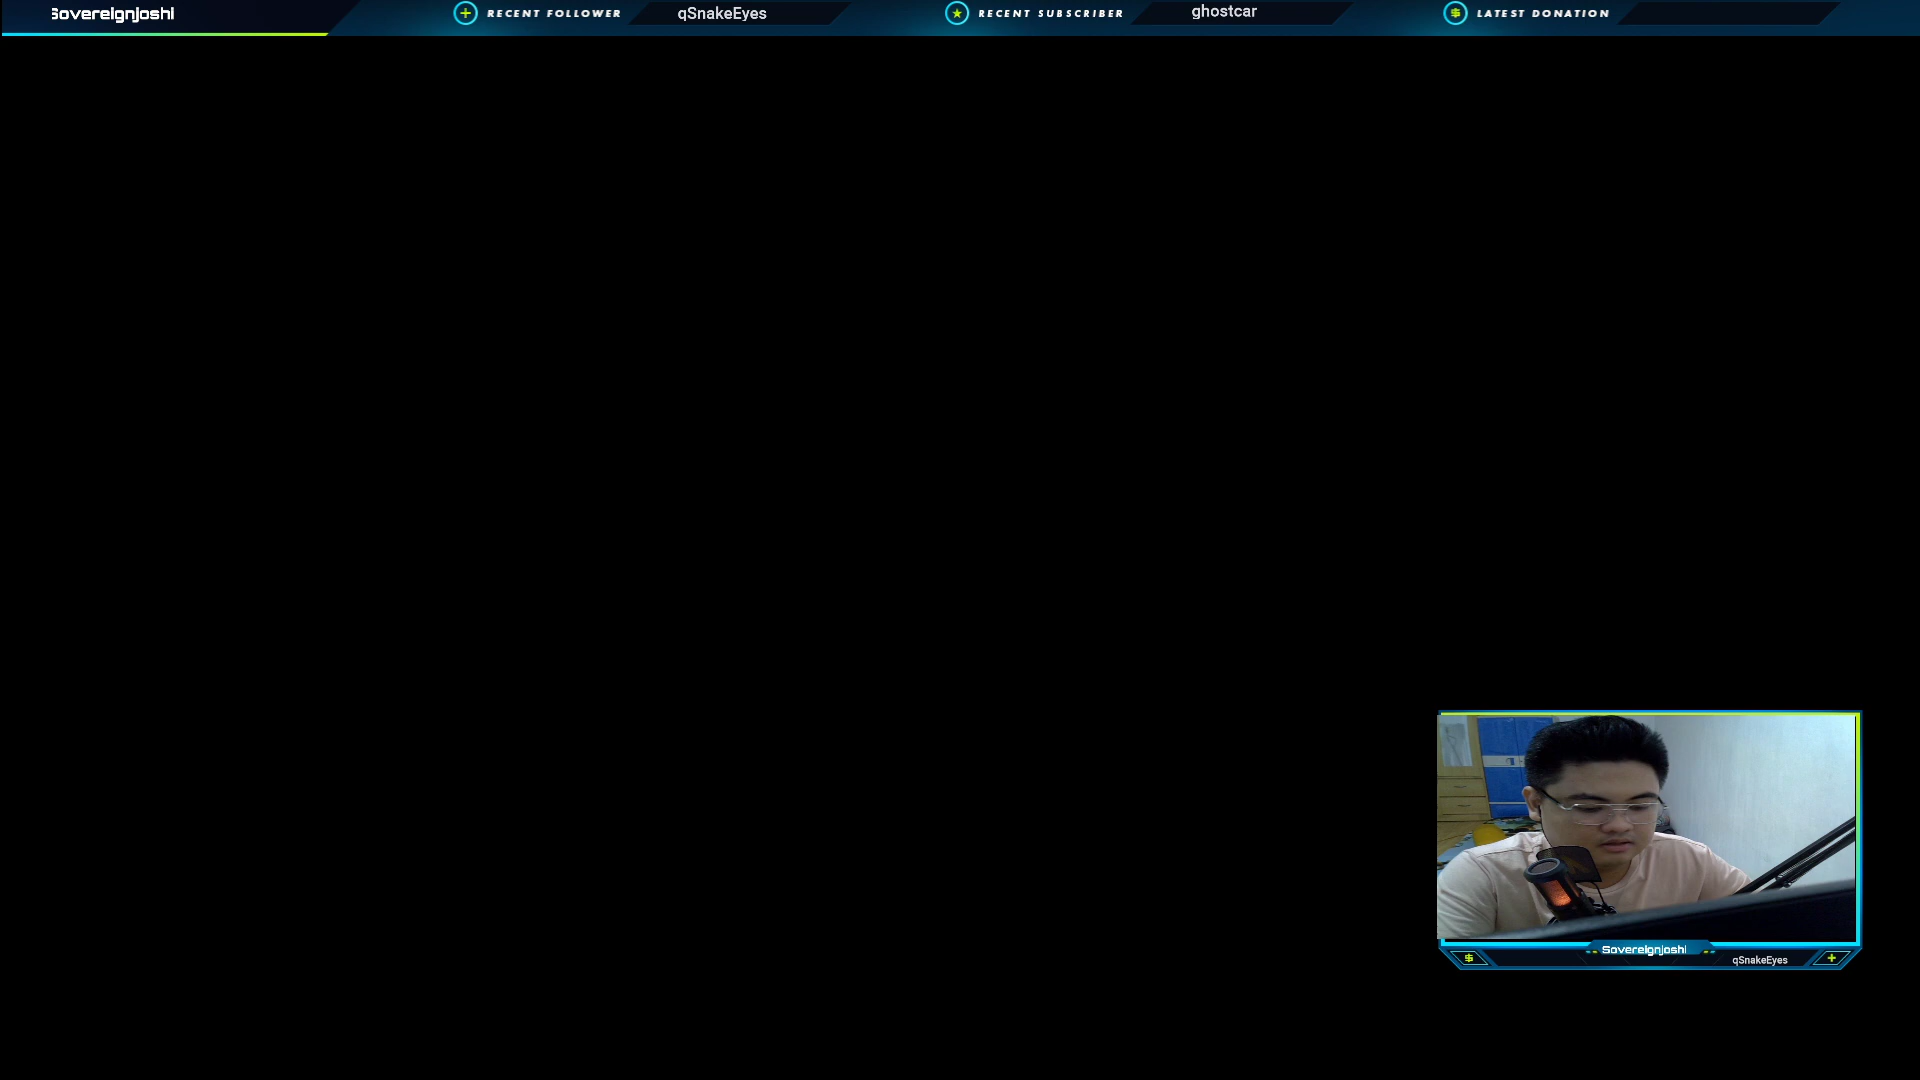 SovereignJoshi
RECENT FOLLOWER qSnakeEyes
RECENT SUBSCRIBER ghostcar
LATEST DONATION
SovereignJoshi
qSnakeEyes